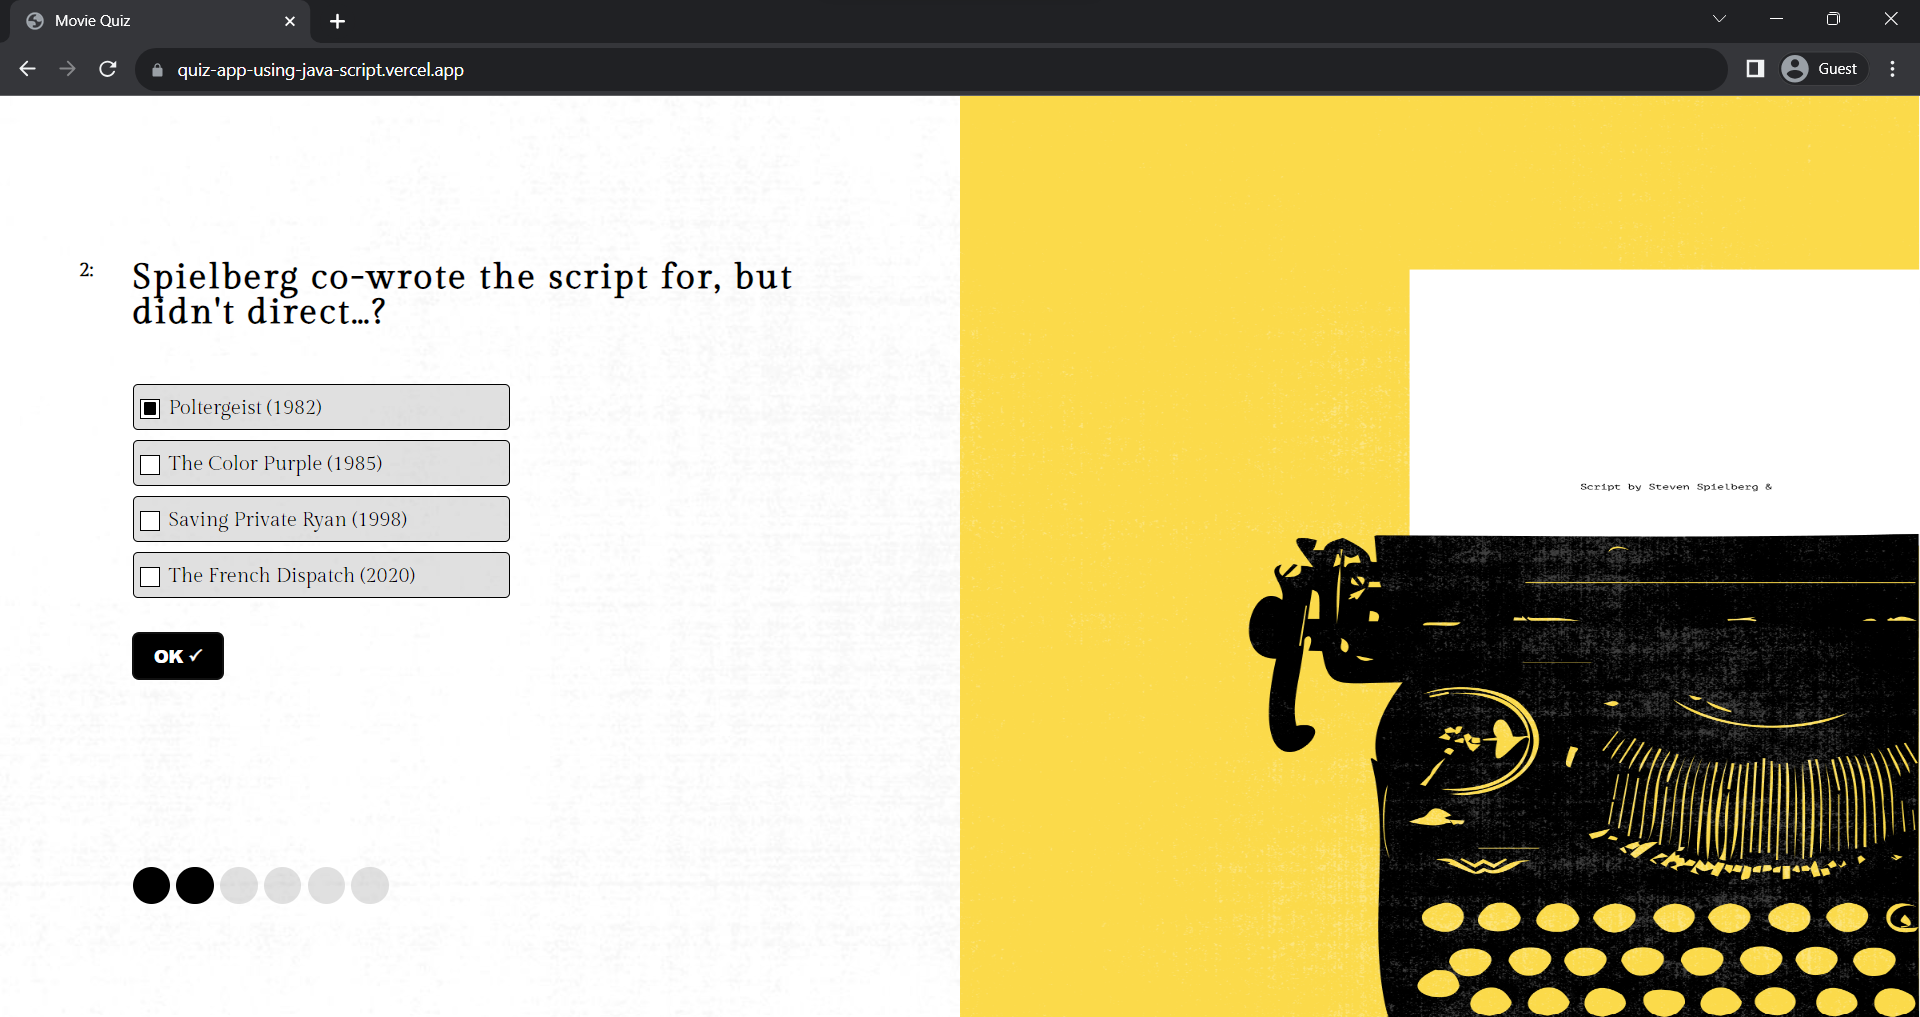 Movie Quiz
quiz-app-using-java-script.vercel.app
Guest
2:
Spielberg co-wrote the script for, but
didn't direct...?
Poltergeist (1982)
The Color Purple (1985)
Saving Private Ryan (1998)
The French Dispatch (2020)
OK ✓
Script by Steven Spielberg &